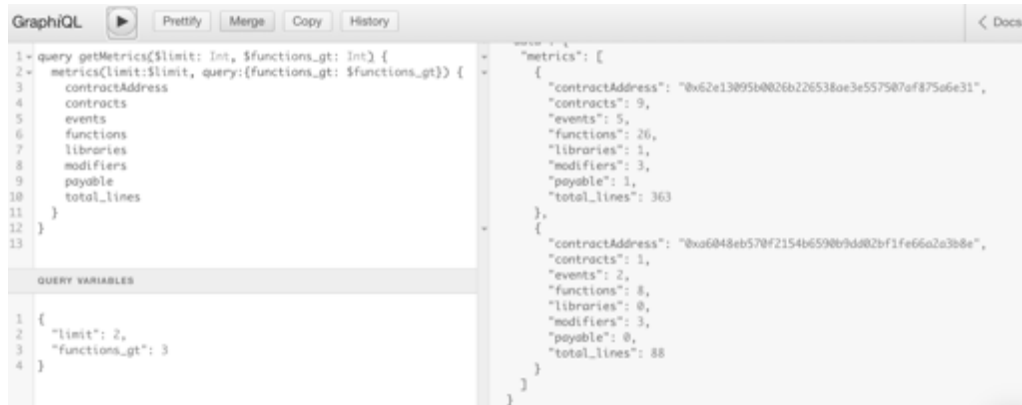 GraphiQL Prettify Merge Copy History < Docs
1 query getMetrics($limit: Int, $functions_gt: Int) {
2 metrics(limit:$limit, query:{functions_gt: $functions_gt}) {
3 contractAddress
4 contracts
5 events
6 functions
7 libraries
8 modifiers
9 payable
10 total_lines
11 }
12 }
13
QUERY VARIABLES
1 {
2 "limit": 2,
3 "functions_gt": 3
4 }
"metrics": [
{
"contractAddress": "0x62e13095b0026b226538ae3e557507af875a6e31",
"contracts": 9,
"events": 5,
"functions": 26,
"libraries": 1,
"modifiers": 3,
"payable": 1,
"total_lines": 363
},
{
"contractAddress": "0xa6048eb570f2154b6590b9dd02bf1fe66a2a3b8e",
"contracts": 1,
"events": 2,
"functions": 8,
"libraries": 0,
"modifiers": 3,
"payable": 0,
"total_lines": 88
}
]
}